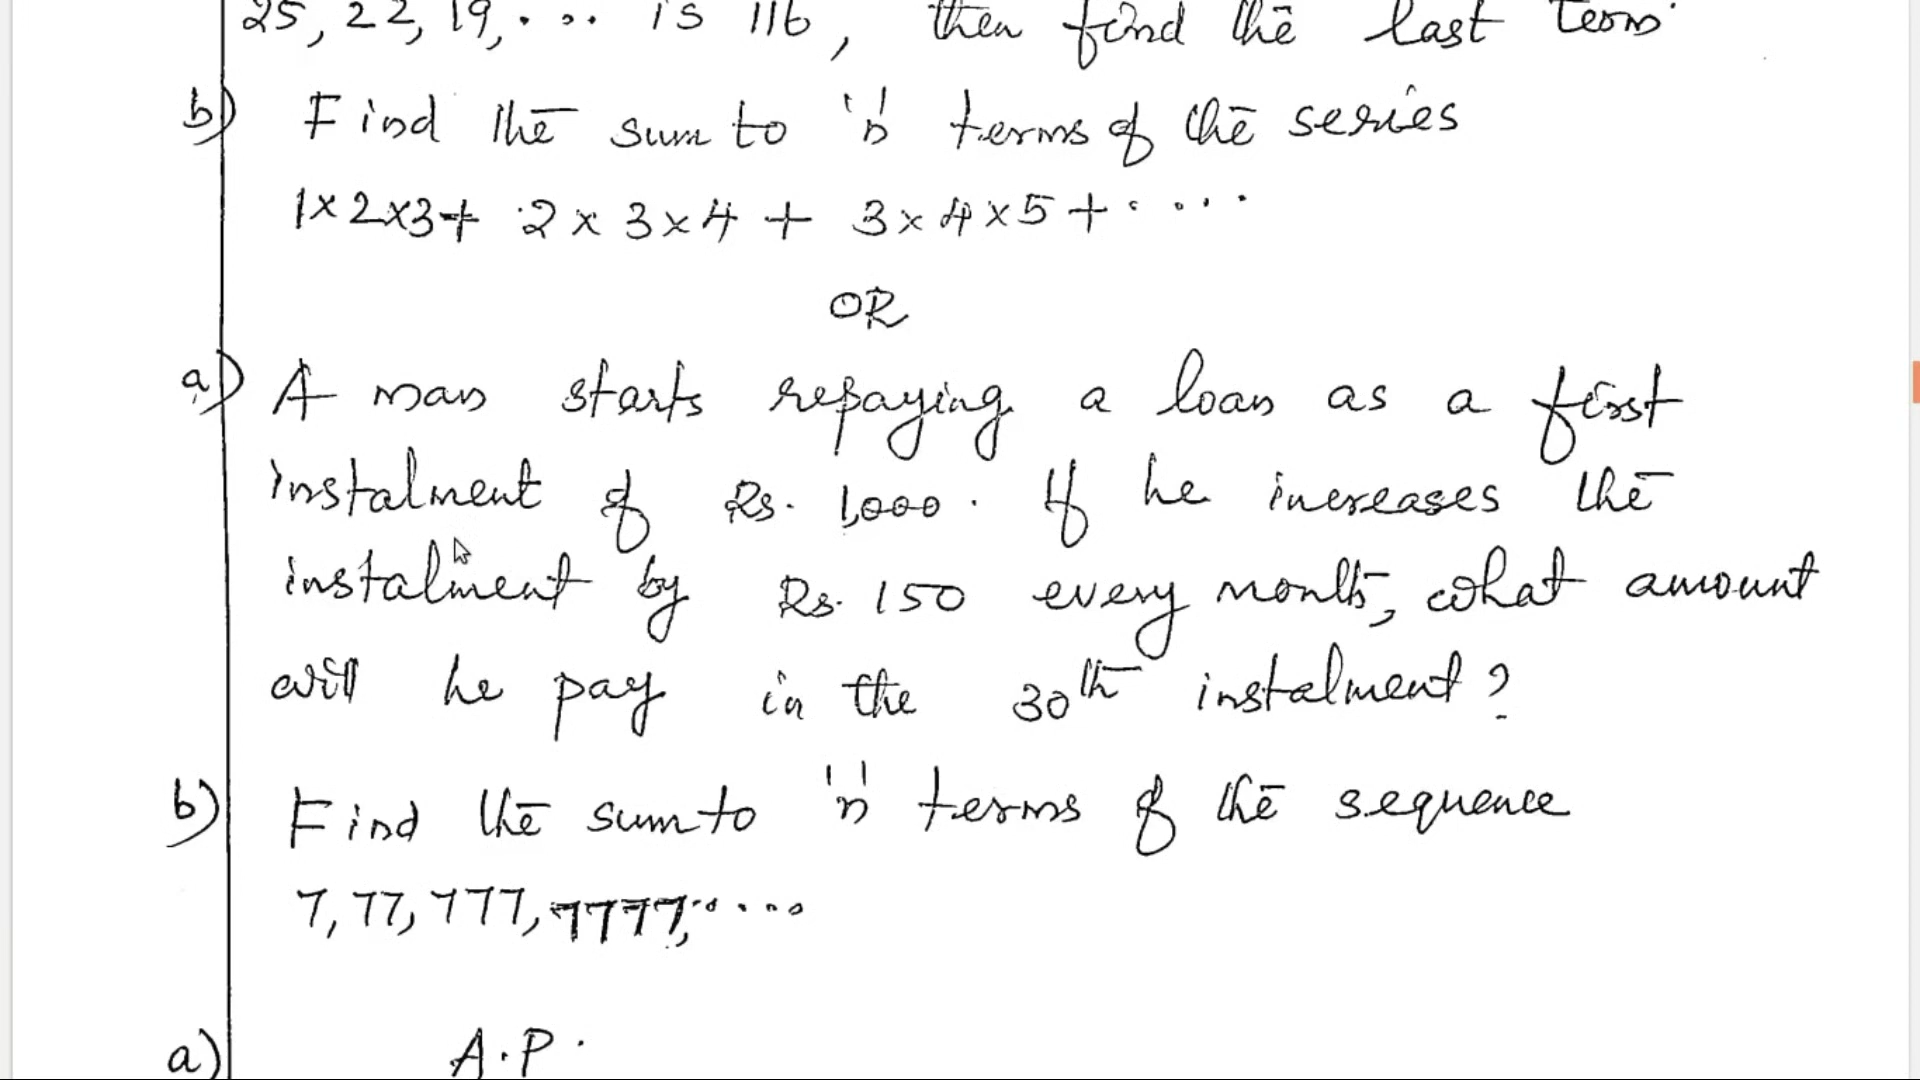 25, 22, 19, .... is 116, then find the last term
b) Find the sum to 'n' terms of the series
1×2×3+ 2×3×4 + 3×4×5+ ....
OR
a) A man starts repaying a loan as a first
instalment of Rs. 1,000. If he increases the
instalment by Rs. 150 every month, what amount
will he pay in the 30th instalment?
b) Find the sum to 'n' terms of the sequence
7, 77, 777, 7777, ....
a) A.P.